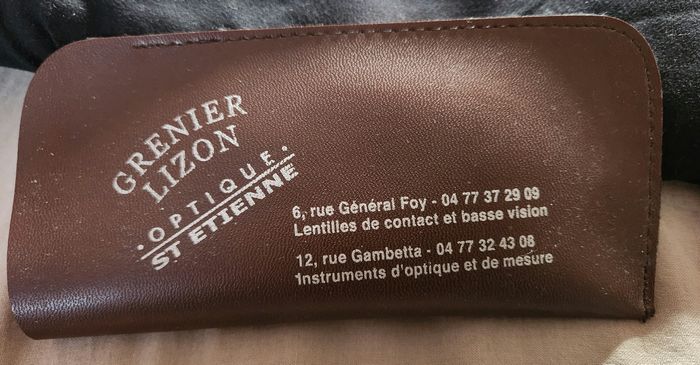 GRENIER
LIZON
·OPTIQUE·
ST ETIENNE
6, rue Général Foy - 04 77 37 29 09
Lentilles de contact et basse vision
12, rue Gambetta - 04 77 32 43 08
Instruments d'optique et de mesure